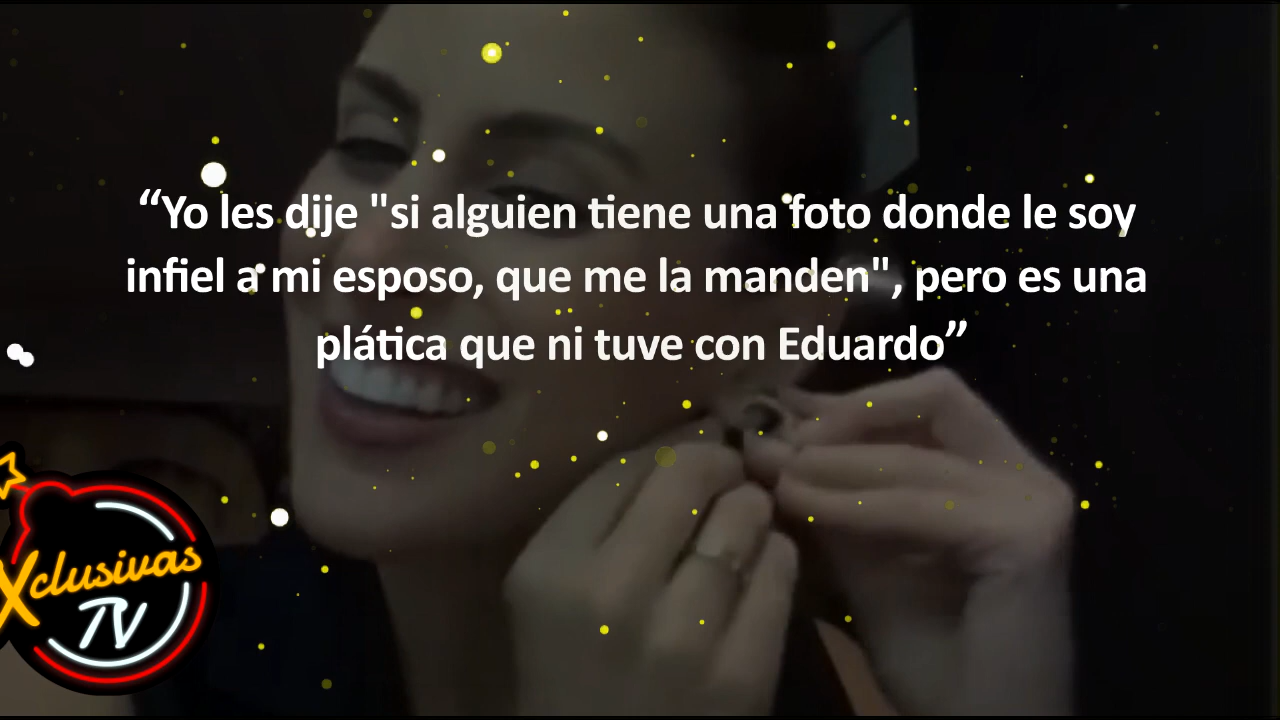 “Yo les dije "si alguien tiene una foto donde le soy
infiel a mi esposo, que me la manden", pero es una
plática que ni tuve con Eduardo”
Xclusivas
TV